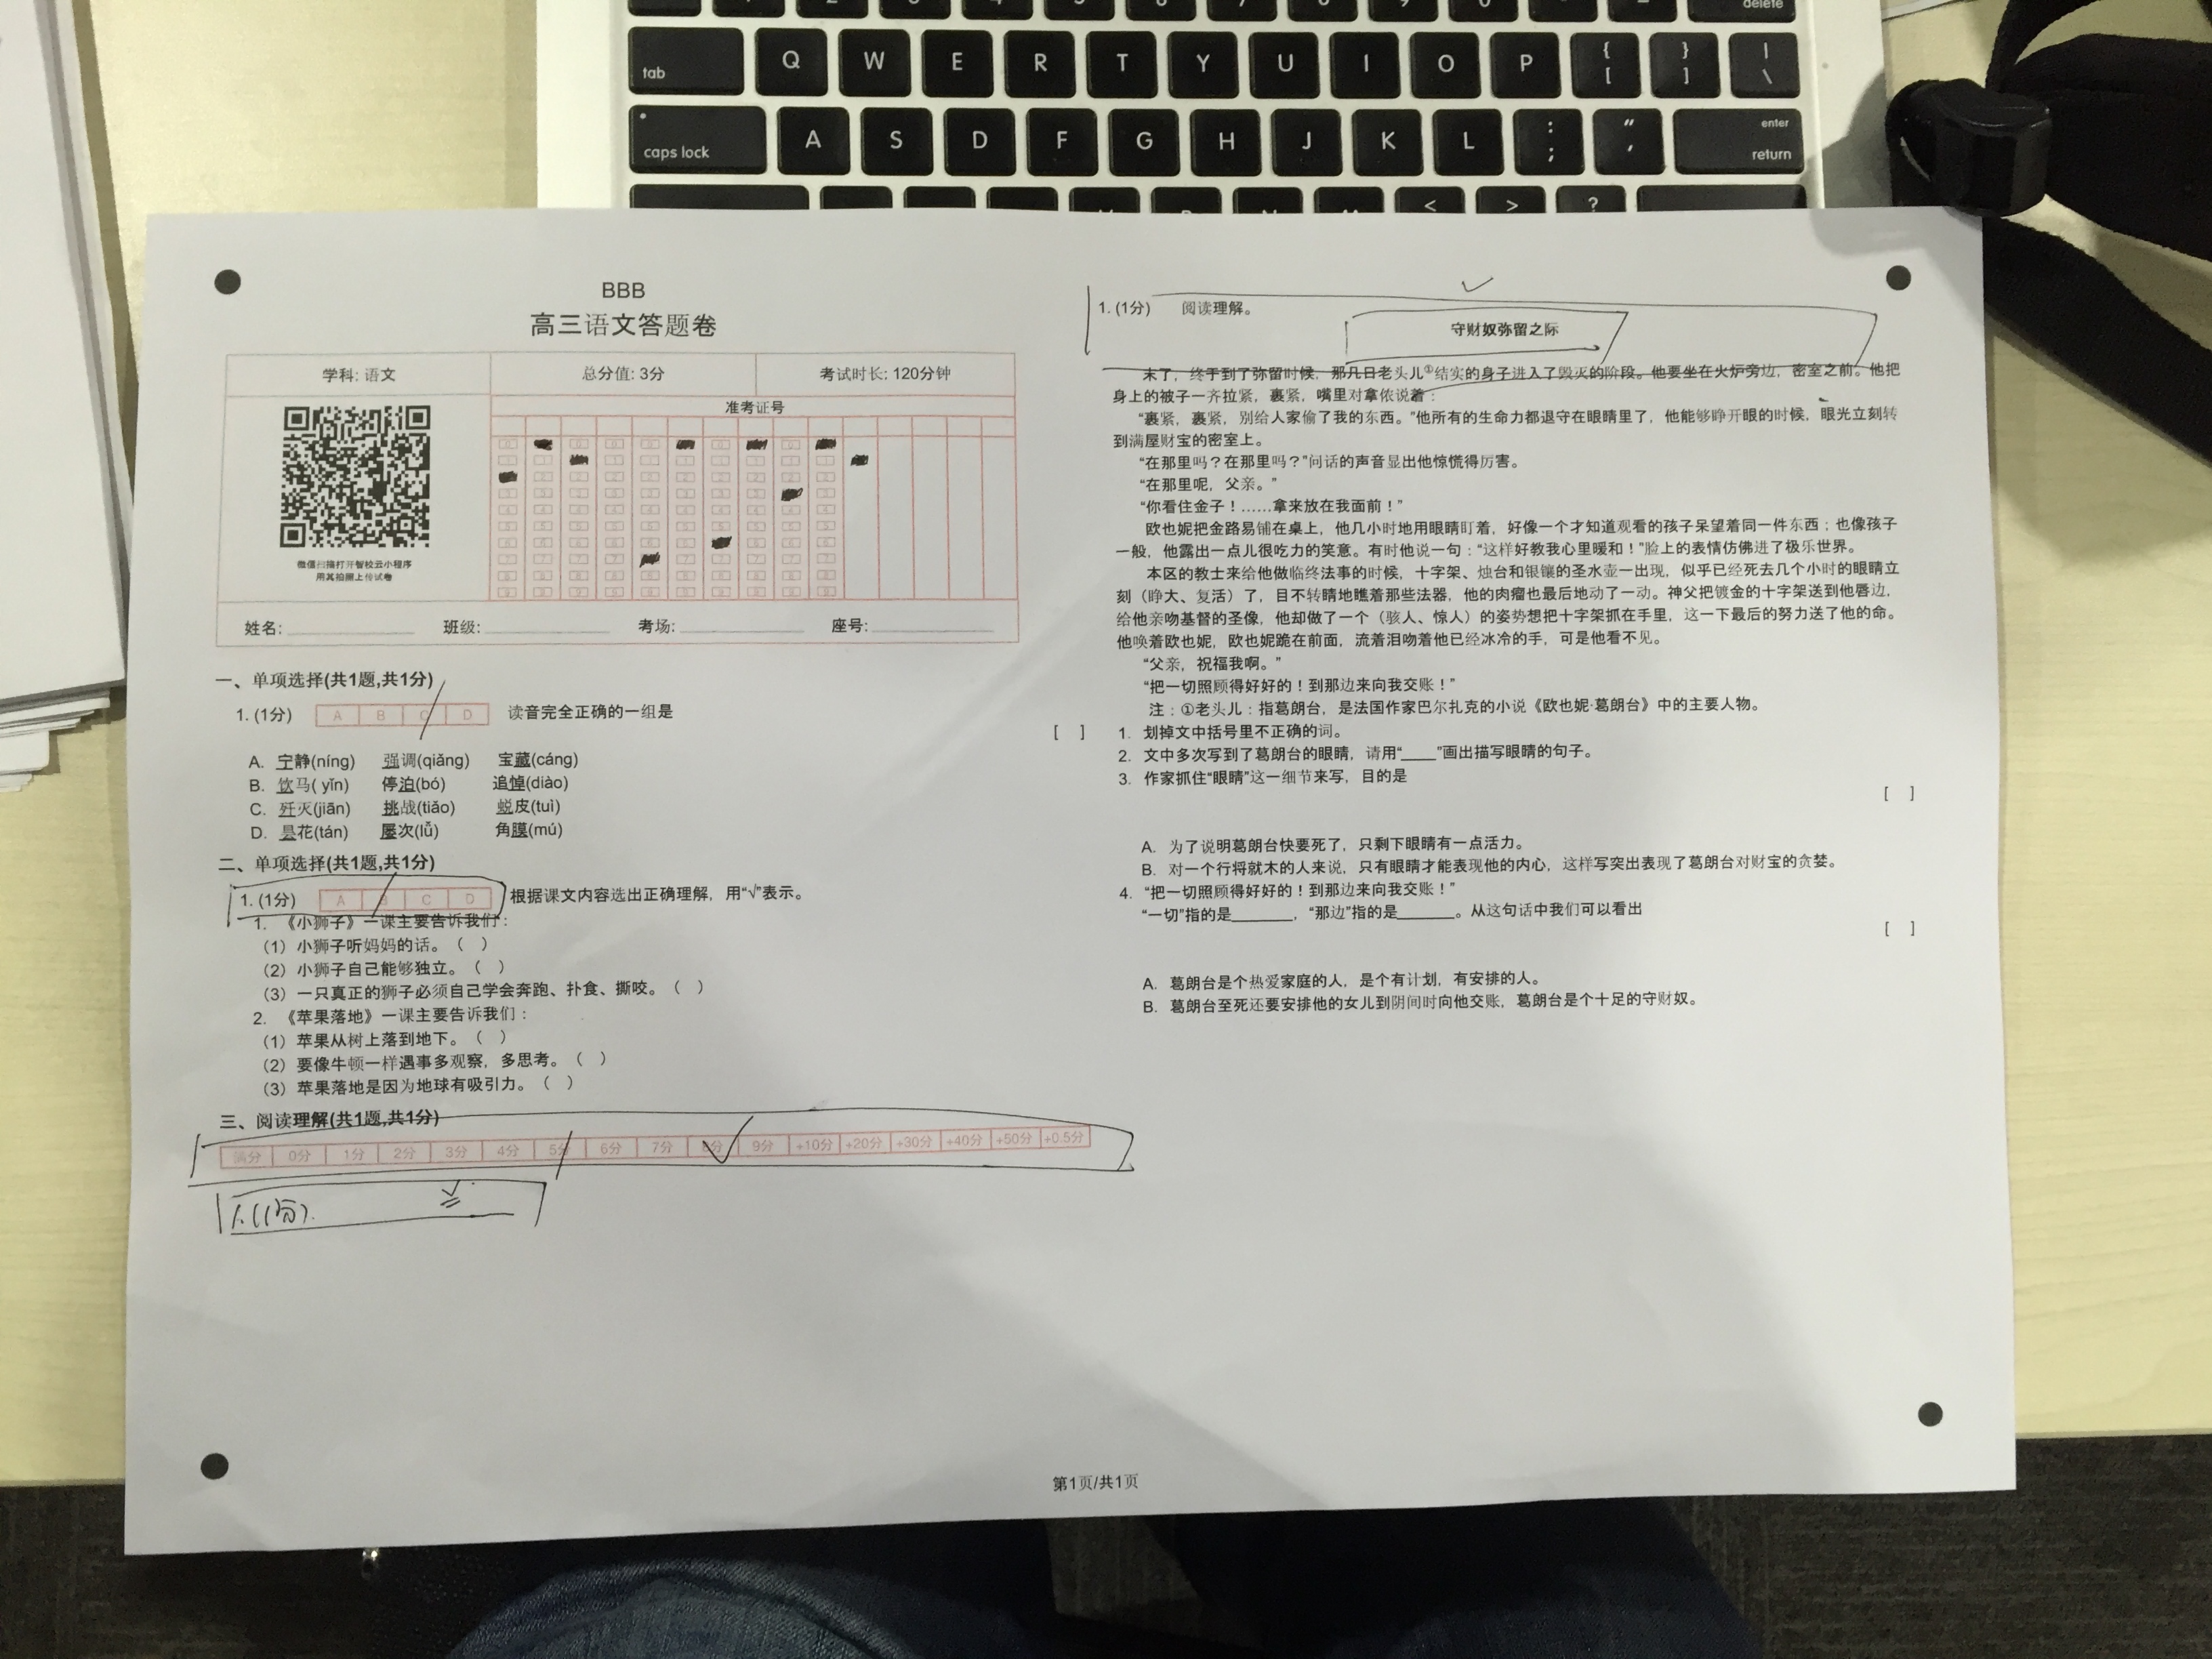 delete
tab Q W E R T Y U I O P { [ } ] | \
caps lock A S D F G H J K L : ; " ' enter return
< > ?
BBB
高三语文答题卷
学科: 语文 总分值: 3分 考试时长: 120分钟
准考证号
微信扫描打开智校云小程序
用其拍照上传试卷
姓名: 班级: 考场: 座号:
一、单项选择(共1题,共1分)
1. (1分) A B C D 读音完全正确的一组是
[ ]
A. 宁静(níng) 强调(qiǎng) 宝藏(cáng)
B. 饮马( yǐn) 停泊(bó) 追悼(diào)
C. 歼灭(jiān) 挑战(tiǎo) 蜕皮(tuì)
D. 昙花(tán) 屡次(lǚ) 角膜(mú)
二、单项选择(共1题,共1分)
1. (1分) A B C D 根据课文内容选出正确理解，用“√”表示。
1. 《小狮子》一课主要告诉我们：
（1）小狮子听妈妈的话。（ ）
（2）小狮子自己能够独立。（ ）
（3）一只真正的狮子必须自己学会奔跑、扑食、撕咬。（ ）
2. 《苹果落地》一课主要告诉我们：
（1）苹果从树上落到地下。（ ）
（2）要像牛顿一样遇事多观察，多思考。（ ）
（3）苹果落地是因为地球有吸引力。（ ）
三、阅读理解(共1题,共1分)
满分 0分 1分 2分 3分 4分 5分 6分 7分 8分 9分 +10分 +20分 +30分 +40分 +50分 +0.5分
1.(1分).
1. (1分) 阅读理解。
守财奴弥留之际
末了，终于到了弥留时候，那几日老头儿①结实的身子进入了毁灭的阶段。他要坐在火炉旁边，密室之前。他把
身上的被子一齐拉紧，裹紧，嘴里对拿侬说着：
“裹紧，裹紧，别给人家偷了我的东西。”他所有的生命力都退守在眼睛里了，他能够睁开眼的时候，眼光立刻转
到满屋财宝的密室上。
“在那里吗？在那里吗？”问话的声音显出他惊慌得厉害。
“在那里呢，父亲。”
“你看住金子！……拿来放在我面前！”
欧也妮把金路易铺在桌上，他几小时地用眼睛盯着，好像一个才知道观看的孩子呆望着同一件东西；也像孩子
一般，他露出一点儿很吃力的笑意。有时他说一句：“这样好教我心里暖和！”脸上的表情仿佛进了极乐世界。
本区的教士来给他做临终法事的时候，十字架、烛台和银镶的圣水壶一出现，似乎已经死去几个小时的眼睛立
刻（睁大、复活）了，目不转睛地瞧着那些法器，他的肉瘤也最后地动了一动。神父把镀金的十字架送到他唇边，
给他亲吻基督的圣像，他却做了一个（骇人、惊人）的姿势想把十字架抓在手里，这一下最后的努力送了他的命。
他唤着欧也妮，欧也妮跪在前面，流着泪吻着他已经冰冷的手，可是他看不见。
“父亲，祝福我啊。”
“把一切照顾得好好的！到那边来向我交账！”
注：①老头儿：指葛朗台，是法国作家巴尔扎克的小说《欧也妮·葛朗台》中的主要人物。
1. 划掉文中括号里不正确的词。
2. 文中多次写到了葛朗台的眼睛，请用“____”画出描写眼睛的句子。
3. 作家抓住“眼睛”这一细节来写，目的是
[ ]
A. 为了说明葛朗台快要死了，只剩下眼睛有一点活力。
B. 对一个行将就木的人来说，只有眼睛才能表现他的内心，这样写突出表现了葛朗台对财宝的贪婪。
4. “把一切照顾得好好的！到那边来向我交账！”
“一切”指的是_______，“那边”指的是_______。从这句话中我们可以看出
[ ]
A. 葛朗台是个热爱家庭的人，是个有计划，有安排的人。
B. 葛朗台至死还要安排他的女儿到阴间时向他交账，葛朗台是个十足的守财奴。
第1页/共1页